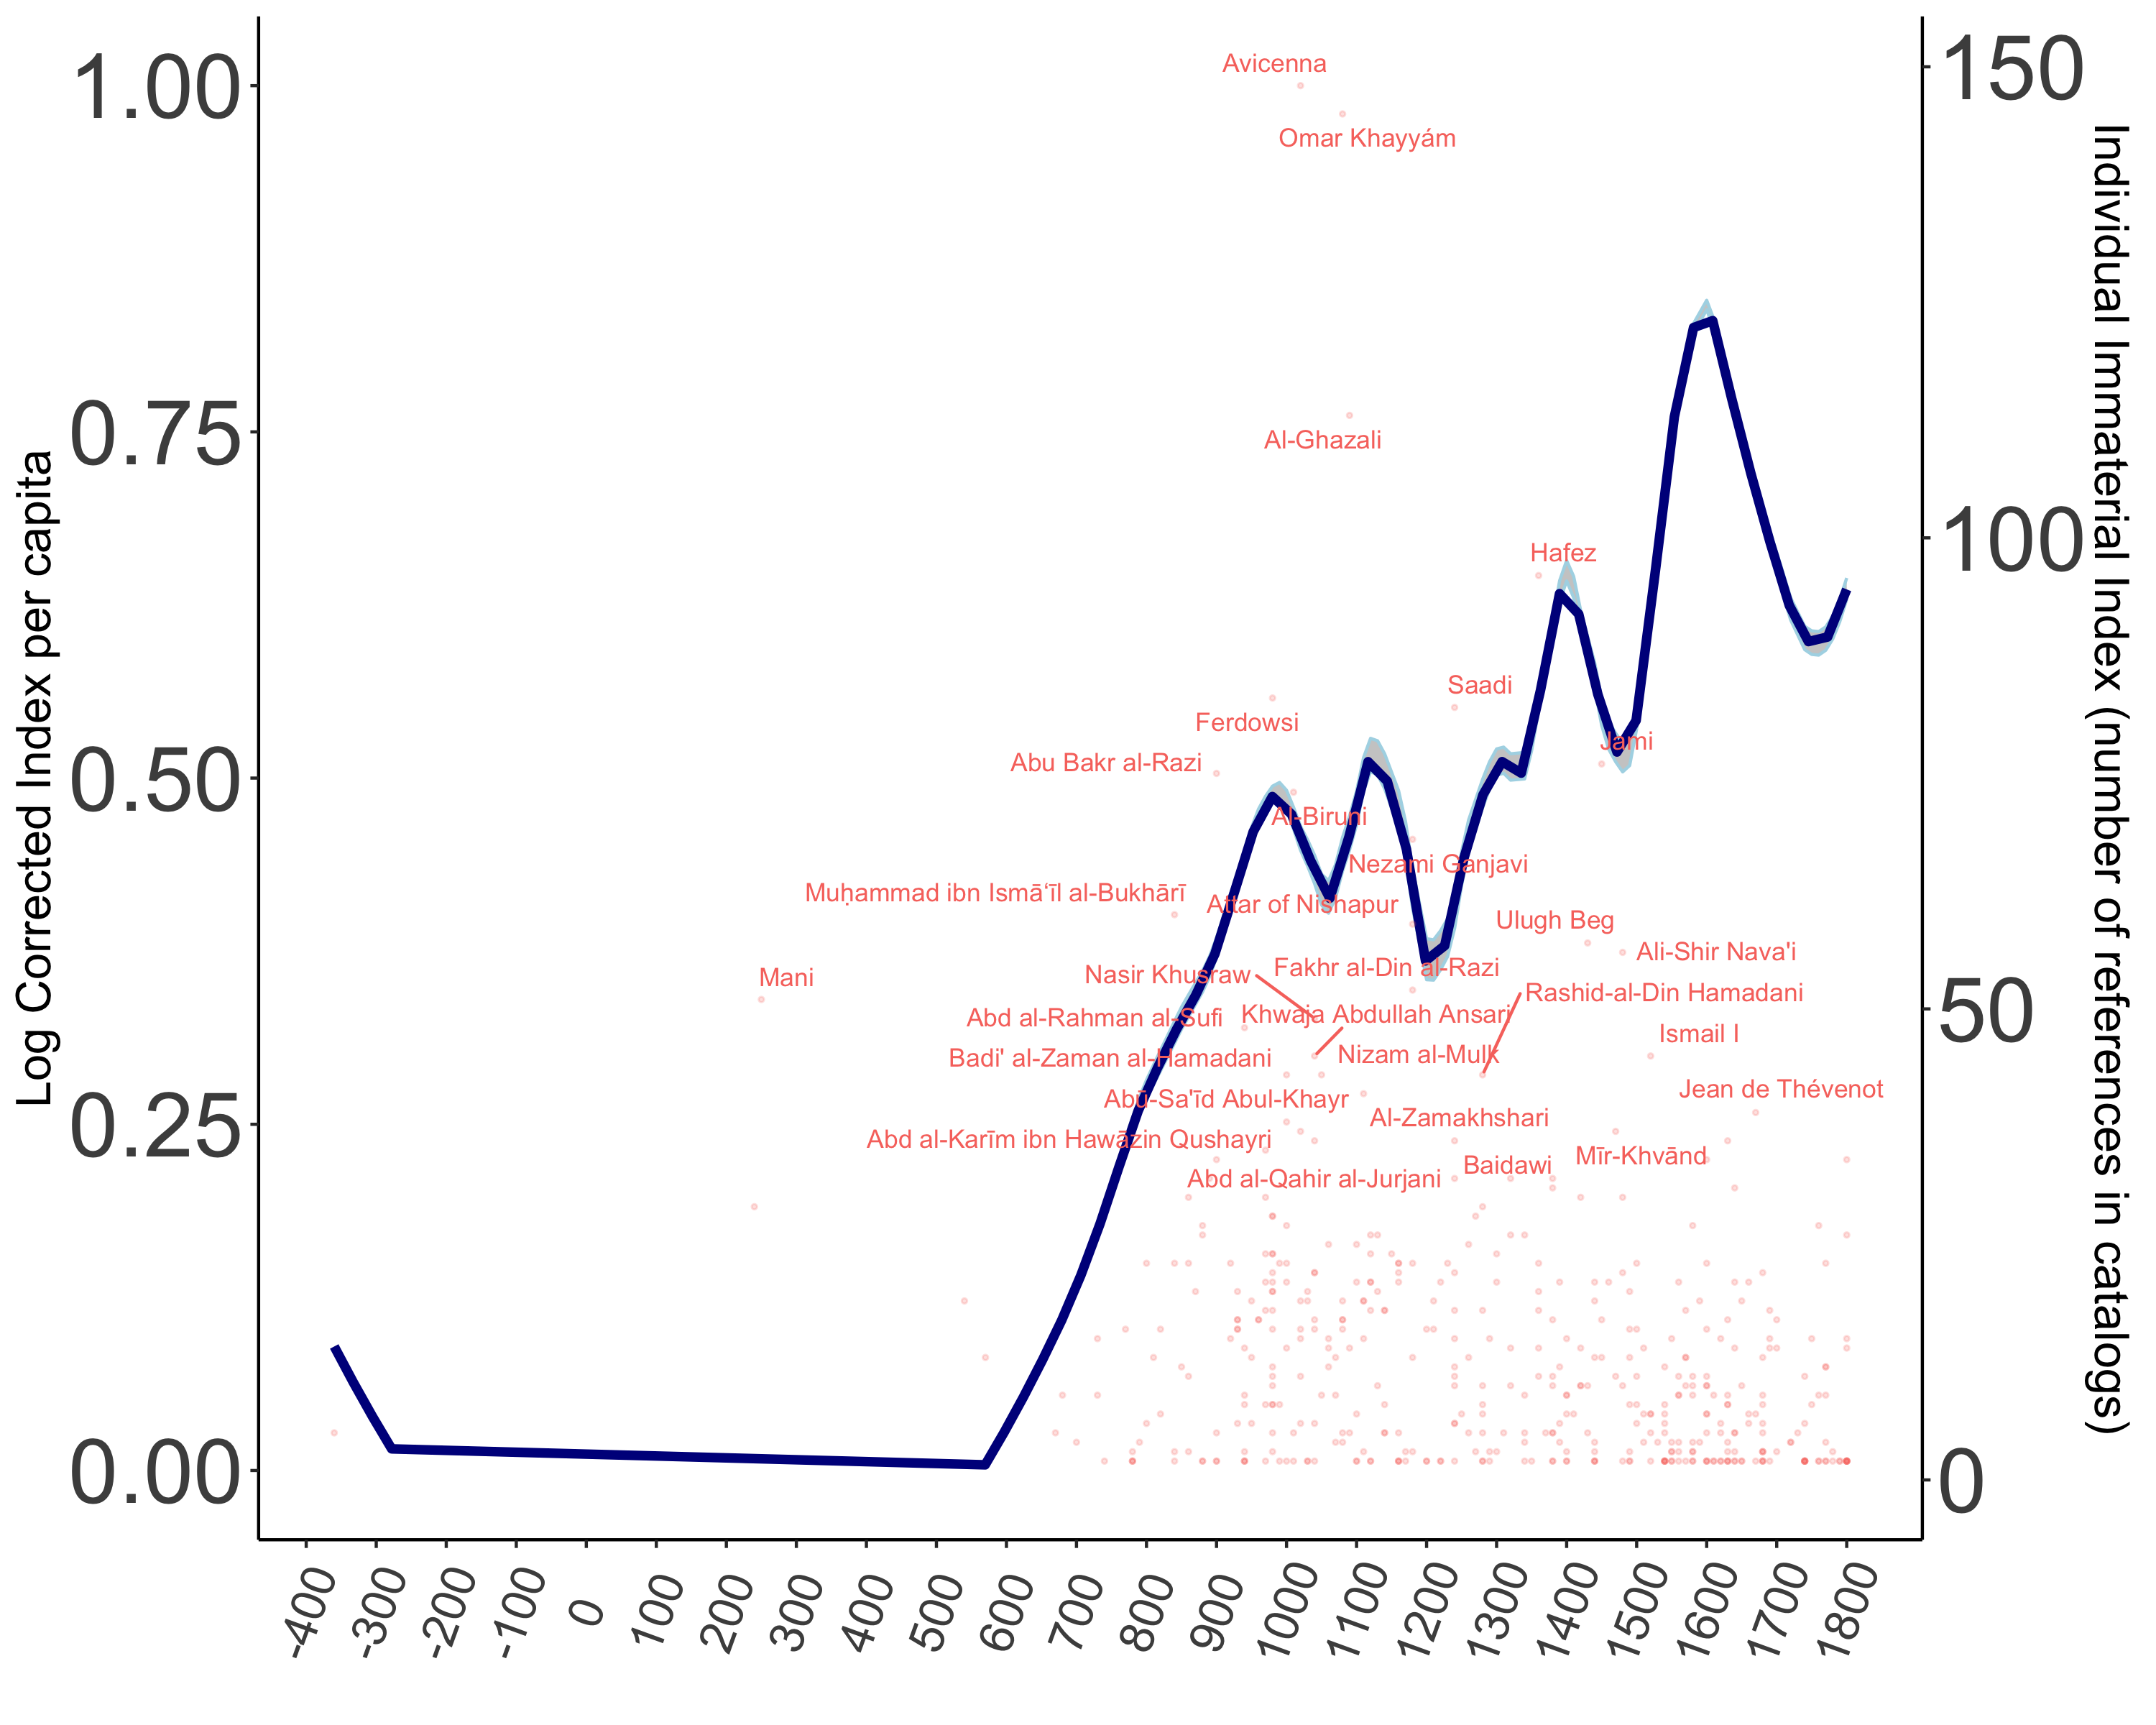 Log Corrected Index per capita
1.00
0.75
0.50
0.25
0.00
Avicenna
Omar Khayyám
Al-Ghazali
Hafez
Saadi
Ferdowsi
Jami
Abu Bakr al-Razi
Al-Biruni
Nezami Ganjavi
Muḥammad ibn Ismā‘īl al-Bukhārī
Attar of Nishapur
Ulugh Beg
Ali-Shir Nava'i
Mani
Nasir Khusraw
Fakhr al-Din al-Razi
Rashid-al-Din Hamadani
Abd al-Rahman al-Sufi
Khwaja Abdullah Ansari
Ismail I
Badi' al-Zaman al-Hamadani
Nizam al-Mulk
Jean de Thévenot
Abū-Sa'īd Abul-Khayr
Al-Zamakhshari
Abd al-Karīm ibn Hawāzin Qushayri
Mīr-Khvānd
Baidawi
Abd al-Qahir al-Jurjani
150
100
50
0
Individual Immaterial Index (number of references in catalogs)
-400
-300
-200
-100
0
100
200
300
400
500
600
700
800
900
1000
1100
1200
1300
1400
1500
1600
1700
1800